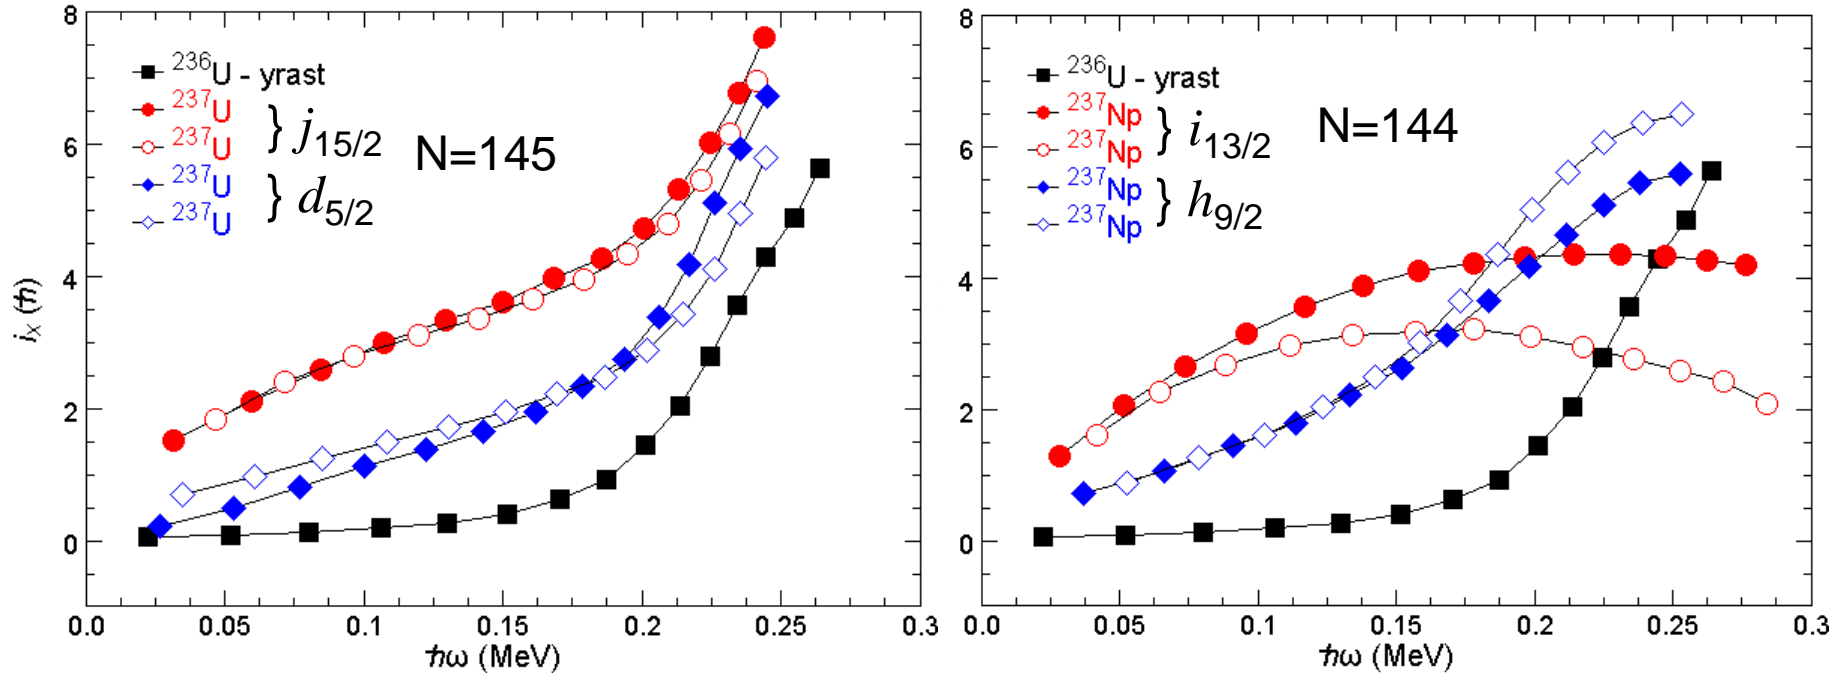 8
6
4
2
0
iₓ (ℏ)
²³⁶U - yrast
²³⁷U
²³⁷U
} j15/2
²³⁷U
²³⁷U
} d5/2
N=145
0.0 0.05 0.1 0.15 0.2 0.25 0.3
ℏω (MeV)
8
6
4
2
0
²³⁶U - yrast
²³⁷Np
²³⁷Np
} i13/2
²³⁷Np
²³⁷Np
} h9/2
N=144
0.0 0.05 0.1 0.15 0.2 0.25 0.3
ℏω (MeV)